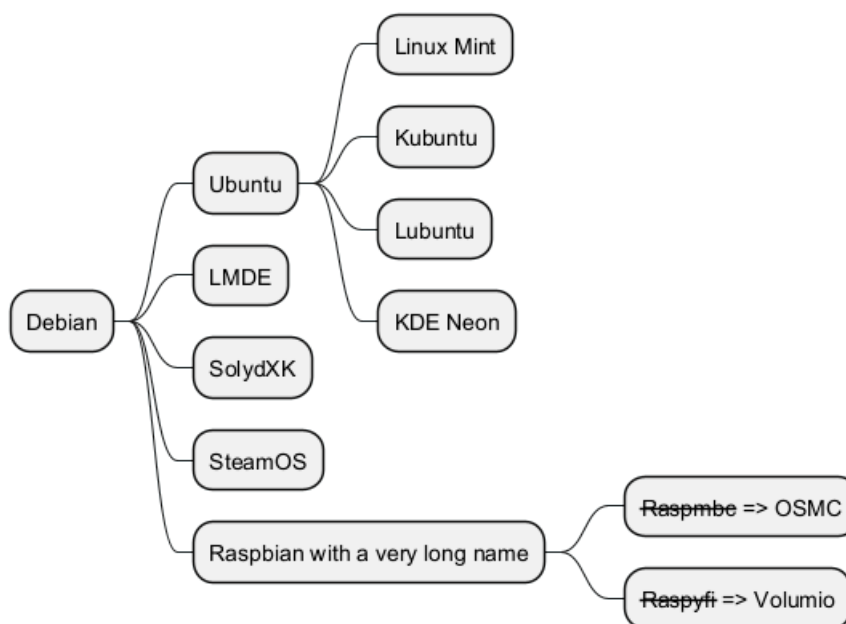 Debian
Ubuntu
Linux Mint
Kubuntu
Lubuntu
KDE Neon
LMDE
SolydXK
SteamOS
Raspbian with a very long name
Raspmbc => OSMC
Raspyfi => Volumio